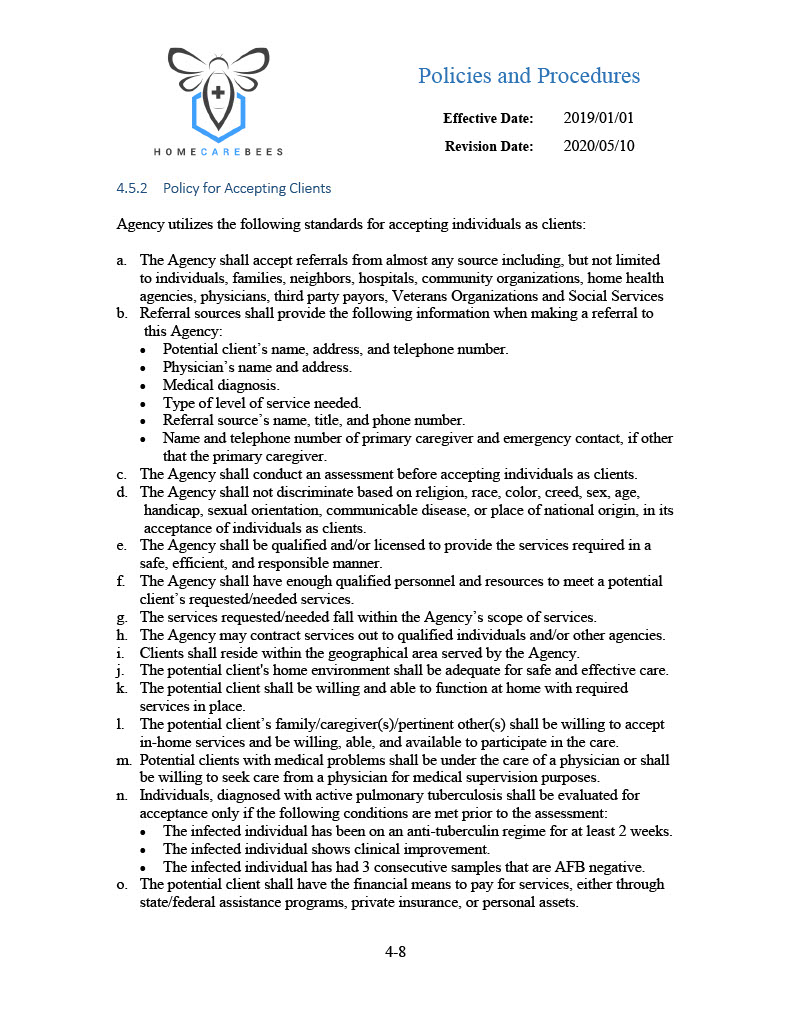 Policies and Procedures
Effective Date: 2019/01/01
Revision Date: 2020/05/10
HOMECAREBEES
4.5.2 Policy for Accepting Clients
Agency utilizes the following standards for accepting individuals as clients:
a. The Agency shall accept referrals from almost any source including, but not limited
to individuals, families, neighbors, hospitals, community organizations, home health
agencies, physicians, third party payors, Veterans Organizations and Social Services
b. Referral sources shall provide the following information when making a referral to
this Agency:
• Potential client’s name, address, and telephone number.
• Physician’s name and address.
• Medical diagnosis.
• Type of level of service needed.
• Referral source’s name, title, and phone number.
• Name and telephone number of primary caregiver and emergency contact, if other
that the primary caregiver.
c. The Agency shall conduct an assessment before accepting individuals as clients.
d. The Agency shall not discriminate based on religion, race, color, creed, sex, age,
handicap, sexual orientation, communicable disease, or place of national origin, in its
acceptance of individuals as clients.
e. The Agency shall be qualified and/or licensed to provide the services required in a
safe, efficient, and responsible manner.
f. The Agency shall have enough qualified personnel and resources to meet a potential
client’s requested/needed services.
g. The services requested/needed fall within the Agency’s scope of services.
h. The Agency may contract services out to qualified individuals and/or other agencies.
i. Clients shall reside within the geographical area served by the Agency.
j. The potential client's home environment shall be adequate for safe and effective care.
k. The potential client shall be willing and able to function at home with required
services in place.
l. The potential client’s family/caregiver(s)/pertinent other(s) shall be willing to accept
in-home services and be willing, able, and available to participate in the care.
m. Potential clients with medical problems shall be under the care of a physician or shall
be willing to seek care from a physician for medical supervision purposes.
n. Individuals, diagnosed with active pulmonary tuberculosis shall be evaluated for
acceptance only if the following conditions are met prior to the assessment:
• The infected individual has been on an anti-tuberculin regime for at least 2 weeks.
• The infected individual shows clinical improvement.
• The infected individual has had 3 consecutive samples that are AFB negative.
o. The potential client shall have the financial means to pay for services, either through
state/federal assistance programs, private insurance, or personal assets.
4-8